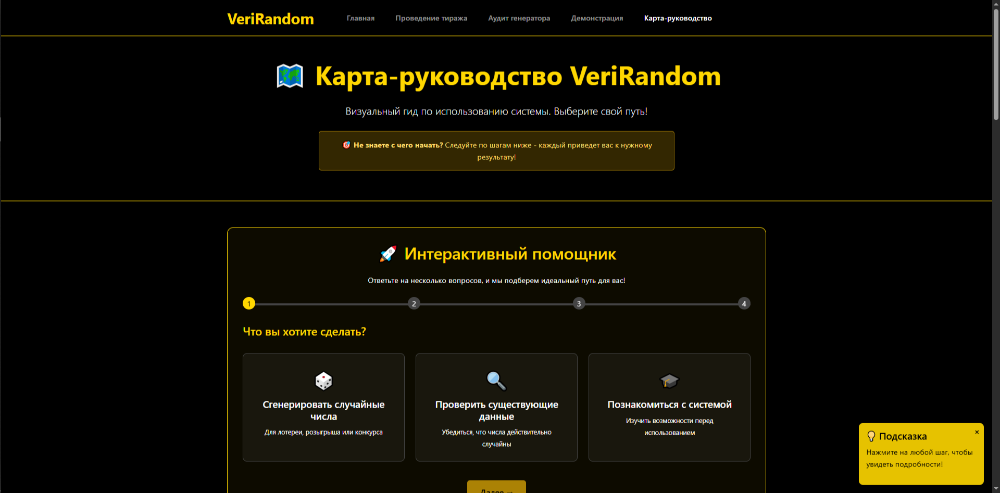 VeriRandom
Главная
Проведение тиража
Аудит генератора
Демонстрация
Карта-руководство
Карта-руководство VeriRandom
Визуальный гид по использованию системы. Выберите свой путь!
Не знаете с чего начать? Следуйте по шагам ниже - каждый приведет вас к нужному
результату!
Интерактивный помощник
Ответьте на несколько вопросов, и мы подберем идеальный путь для вас!
1
2
3
4
Что вы хотите сделать?
Сгенерировать случайные
числа
Для лотереи, розыгрыша или конкурса
Проверить существующие
данные
Убедиться, что числа действительно
случайны
Познакомиться с системой
Изучить возможности перед
использованием
Далее →
Подсказка
×
Нажмите на любой шаг, чтобы
увидеть подробности!